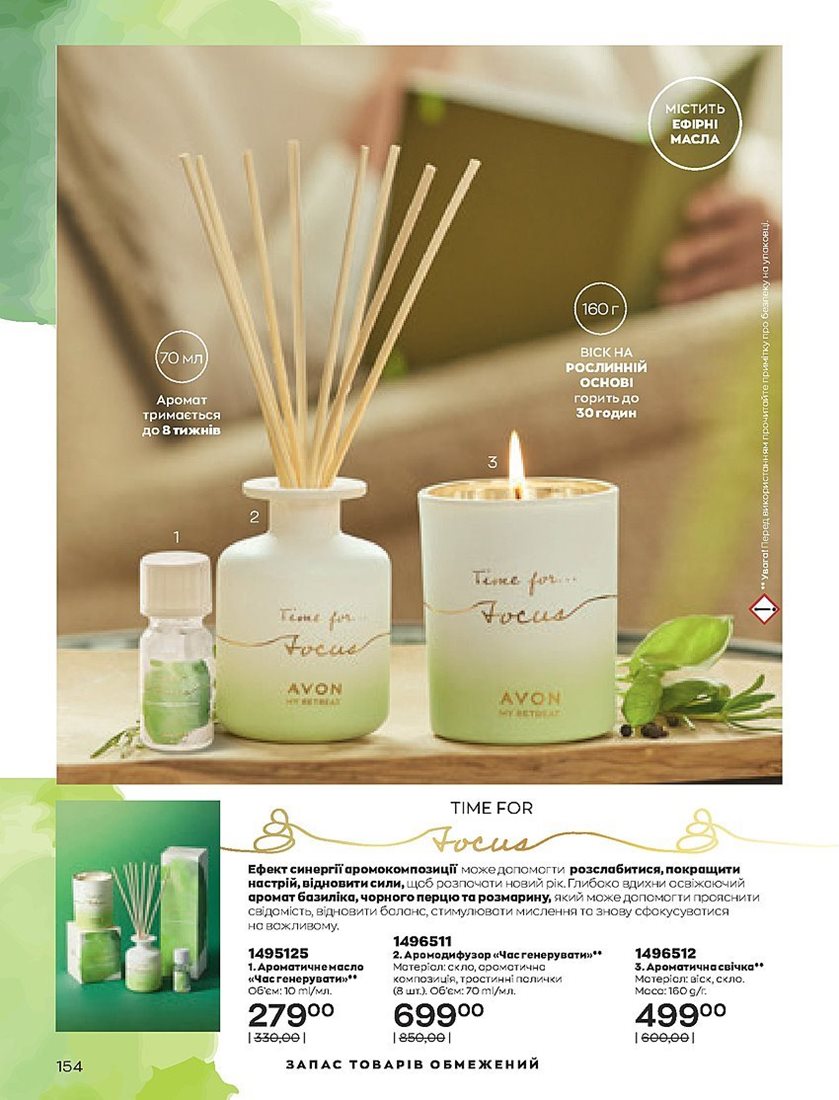 МІСТИТЬ
ЕФІРНІ
МАСЛА
** Увага! Перед використанням прочитайте примітку про безпеку на упаковці.
160 г
ВІСК НА
РОСЛИННІЙ
ОСНОВІ
горить до
30 годин
70 мл
Аромат
тримається
до 8 тижнів
1
2
3
Time for...
Focus
AVON
MY RETREAT
Time for...
Focus
AVON
MY RETREAT
TIME FOR
Focus
Ефект синергії аромокомпозиції може допомогти розслабитися, покращити
настрій, відновити сили, щоб розпочати новий рік. Глибоко вдихни освіжаючий
аромат базиліка, чорного перцю та розмарину, який може допомогти прояснити
свідомість, відновити баланс, стимулювати мислення та знову сфокусуватися
на важливому.
1495125
1. Ароматичне масло
«Час генерувати»**
Об'єм: 10 ml/мл.
27900
| 330,00 |
1496511
2. Аромодифузор «Час генерувати»**
Матеріал: скло, ароматична
композиція, тростинні палички
(8 шт.). Об'єм: 70 ml/мл.
69900
| 850,00 |
1496512
3. Ароматична свічка**
Матеріал: віск, скло.
Маса: 160 g/г.
49900
| 600,00 |
154
ЗАПАС ТОВАРІВ ОБМЕЖЕНИЙ